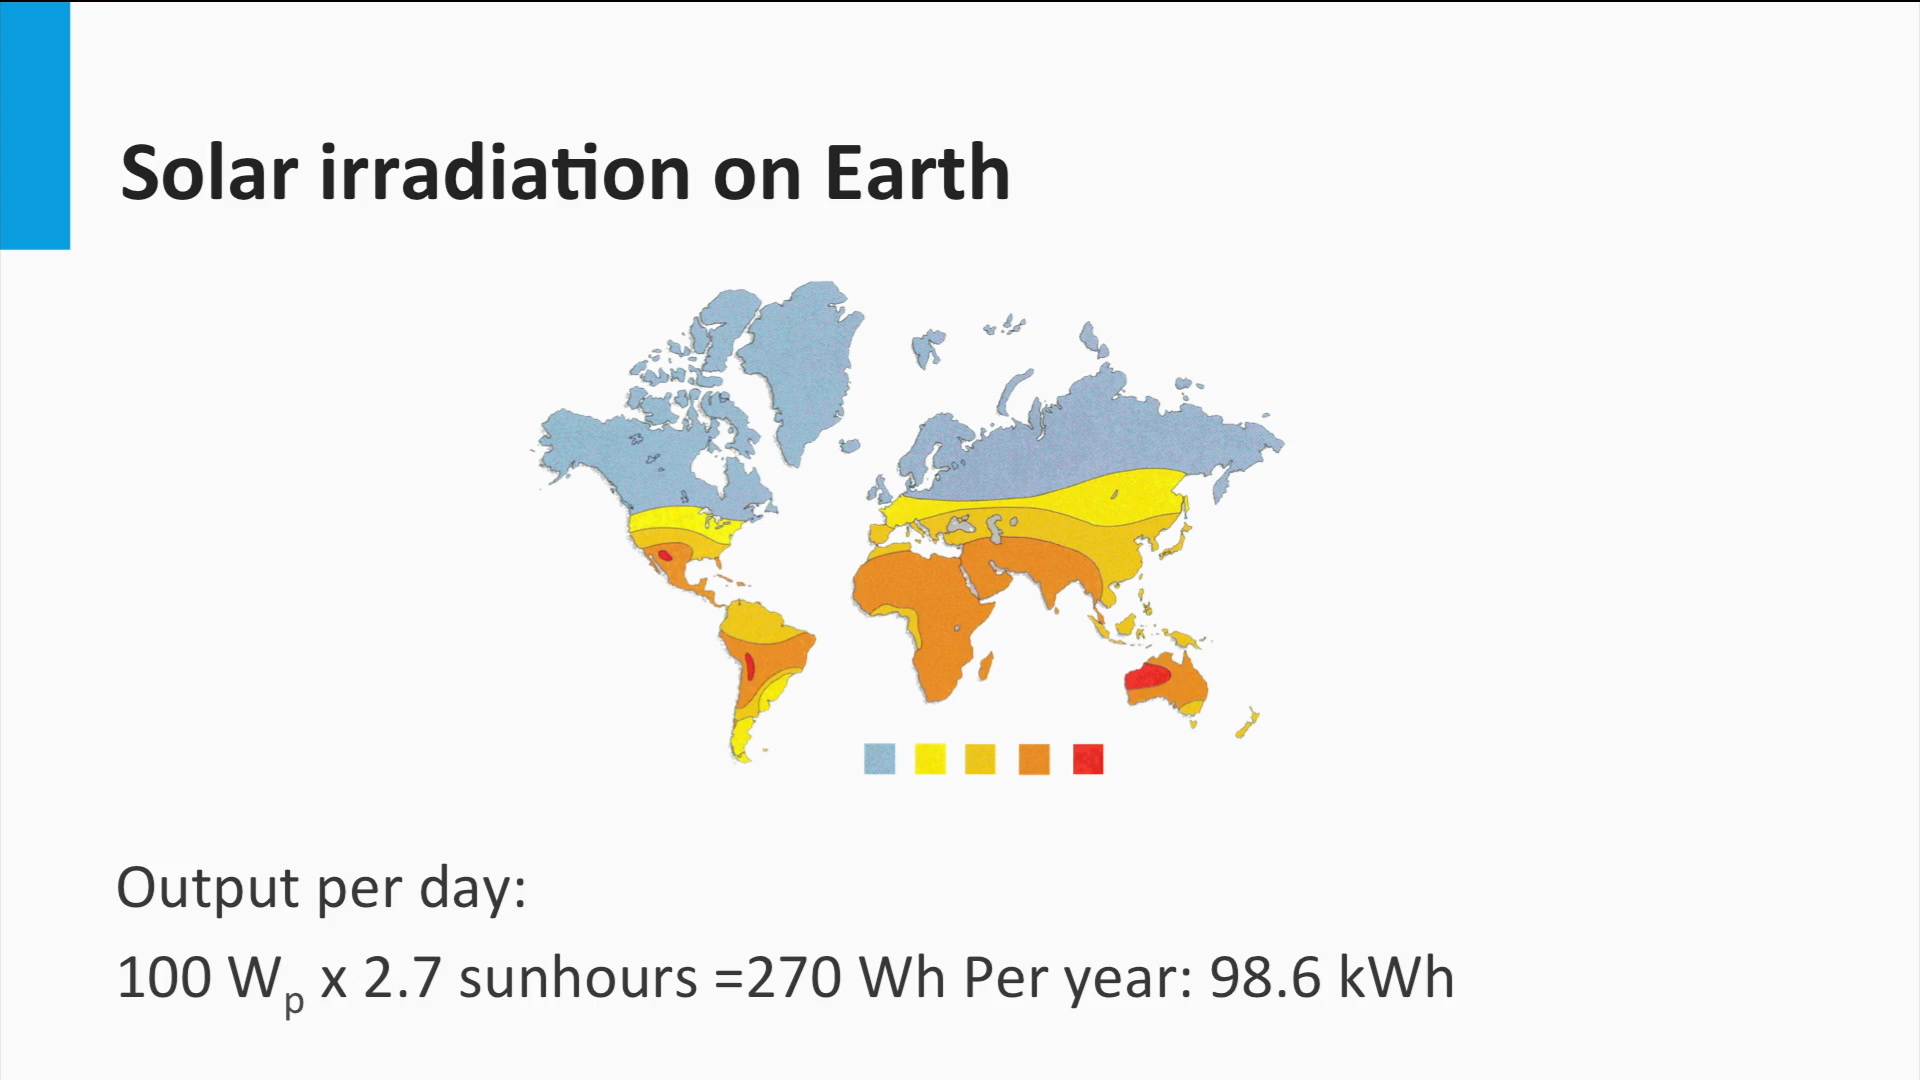 Solar irradiation on Earth
Output per day:
100 Wp x 2.7 sunhours =270 Wh Per year: 98.6 kWh